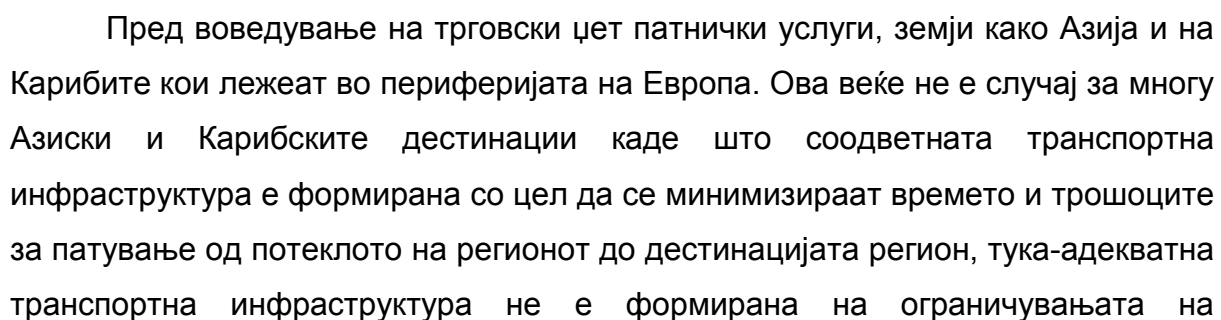 Пред воведување на трговски џет патнички услуги, земји како Азија и на
Карибите кои лежеат во периферијата на Европа. Ова веќе не е случај за многу
Азиски и Карибските дестинации каде што соодветната транспортна
инфраструктура е формирана со цел да се минимизираат времето и трошоците
за патување од потеклото на регионот до дестинацијата регион, тука-адекватна
транспортна инфраструктура не е формирана на ограничувањата на